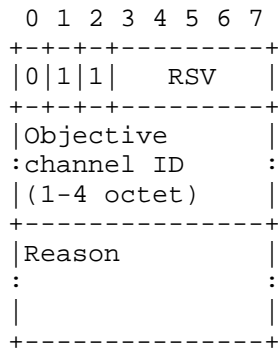 0 1 2 3 4 5 6 7
+-+-+-+---------+
|0|1|1|   RSV   |
+-+-+-+---------+
|Objective      |
:channel ID     :
|(1-4 octet)    |
+---------------+
|Reason         |
:               :
|               |
+---------------+